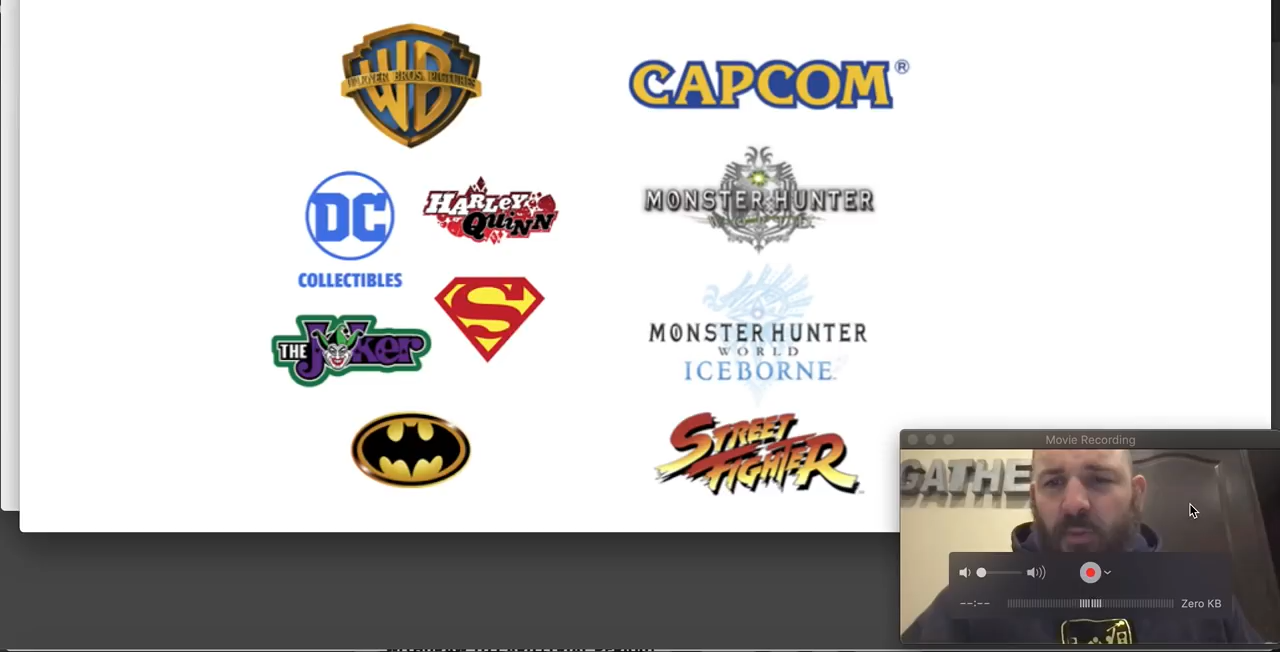 WB
WARNER BROS. PICTURES
CAPCOM®
MONSTER HUNTER
DC
HARLEY
QUINN
COLLECTIBLES
S
THE JOKER
MONSTER HUNTER
WORLD
ICEBORNE
STREET
FIGHTER
Movie Recording
GATHE
--:--
Zero KB